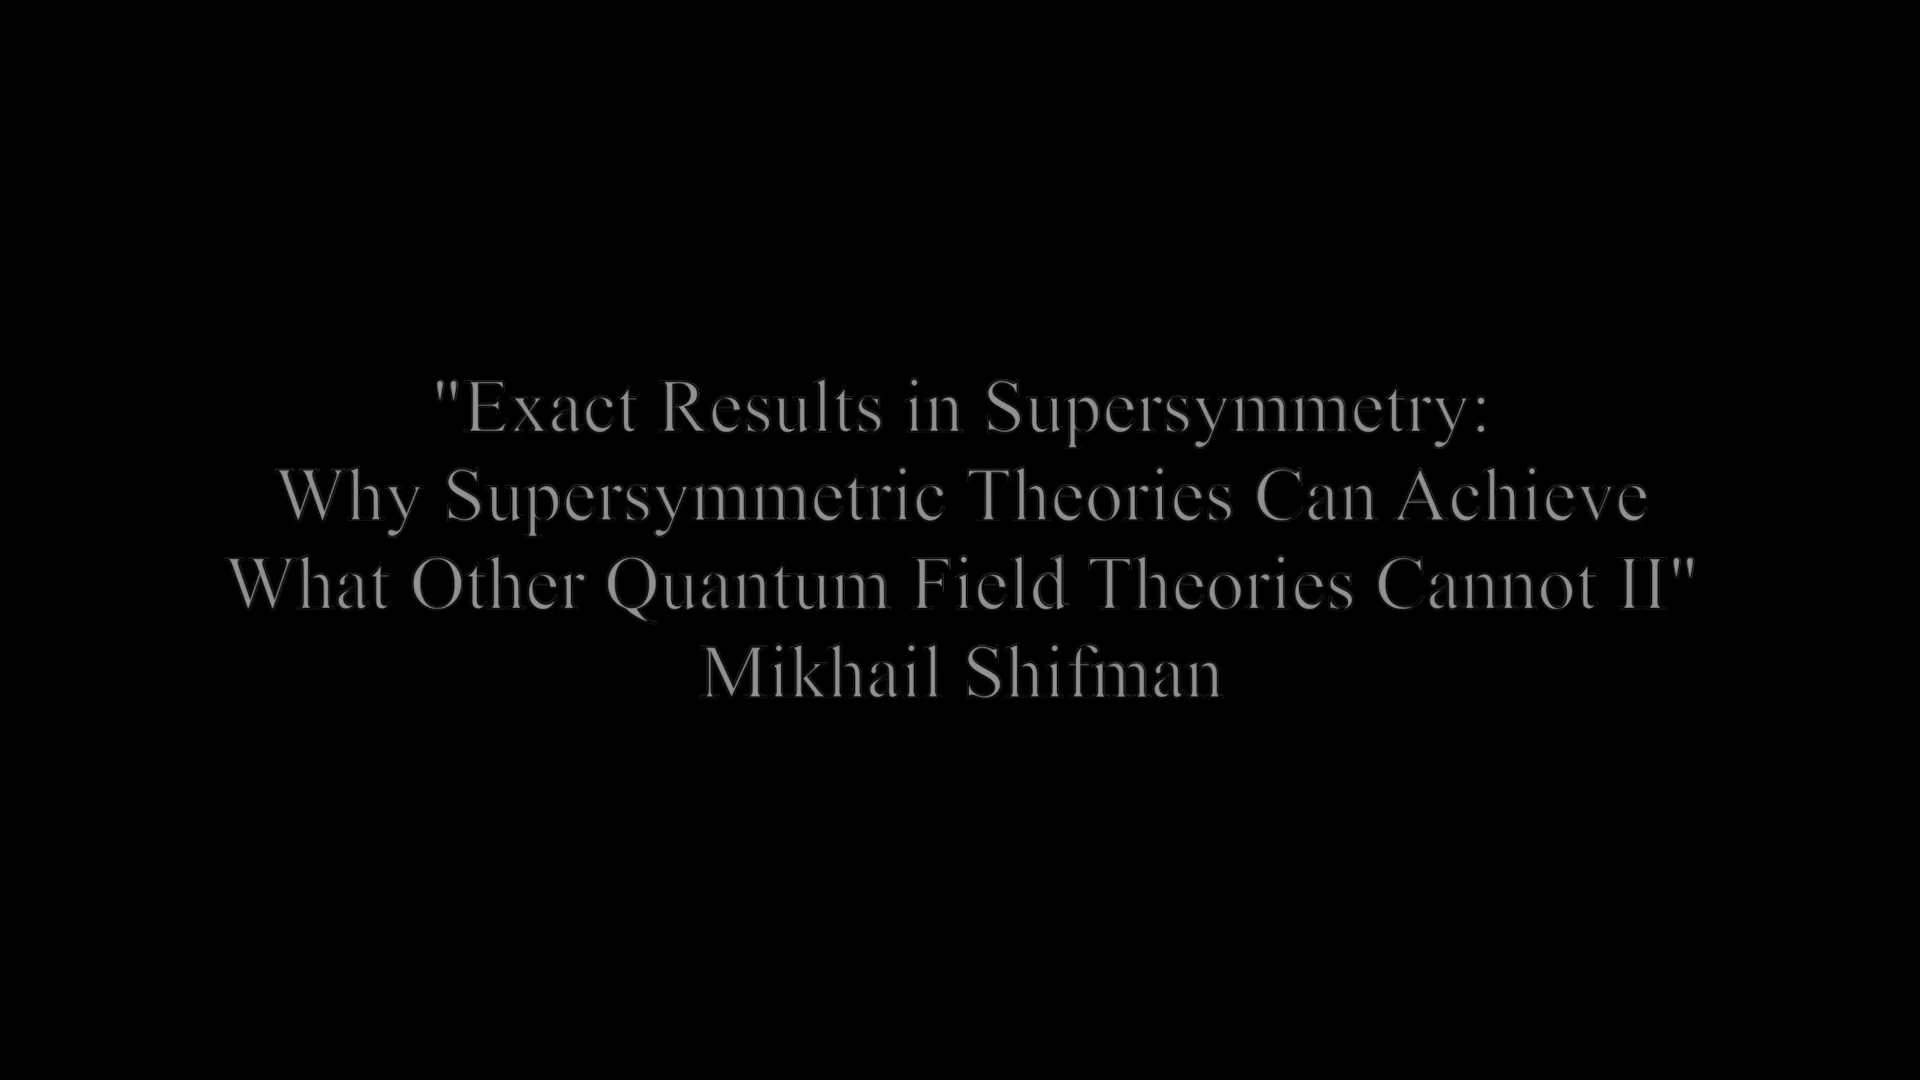 "Exact Results in Supersymmetry:
Why Supersymmetric Theories Can Achieve
What Other Quantum Field Theories Cannot II"
Mikhail Shifman